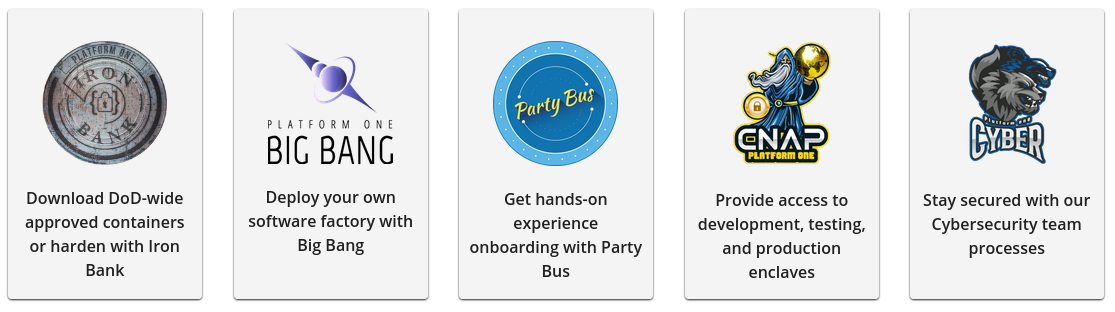 PLATFORM ONE
IRON
BANK
Download DoD-wide
approved containers
or harden with Iron
Bank
PLATFORM ONE
BIG BANG
Deploy your own
software factory with
Big Bang
Party Bus
Get hands-on
experience
onboarding with Party
Bus
CNAP
PLATFORM ONE
Provide access to
development, testing,
and production
enclaves
CYBER
Stay secured with our
Cybersecurity team
processes